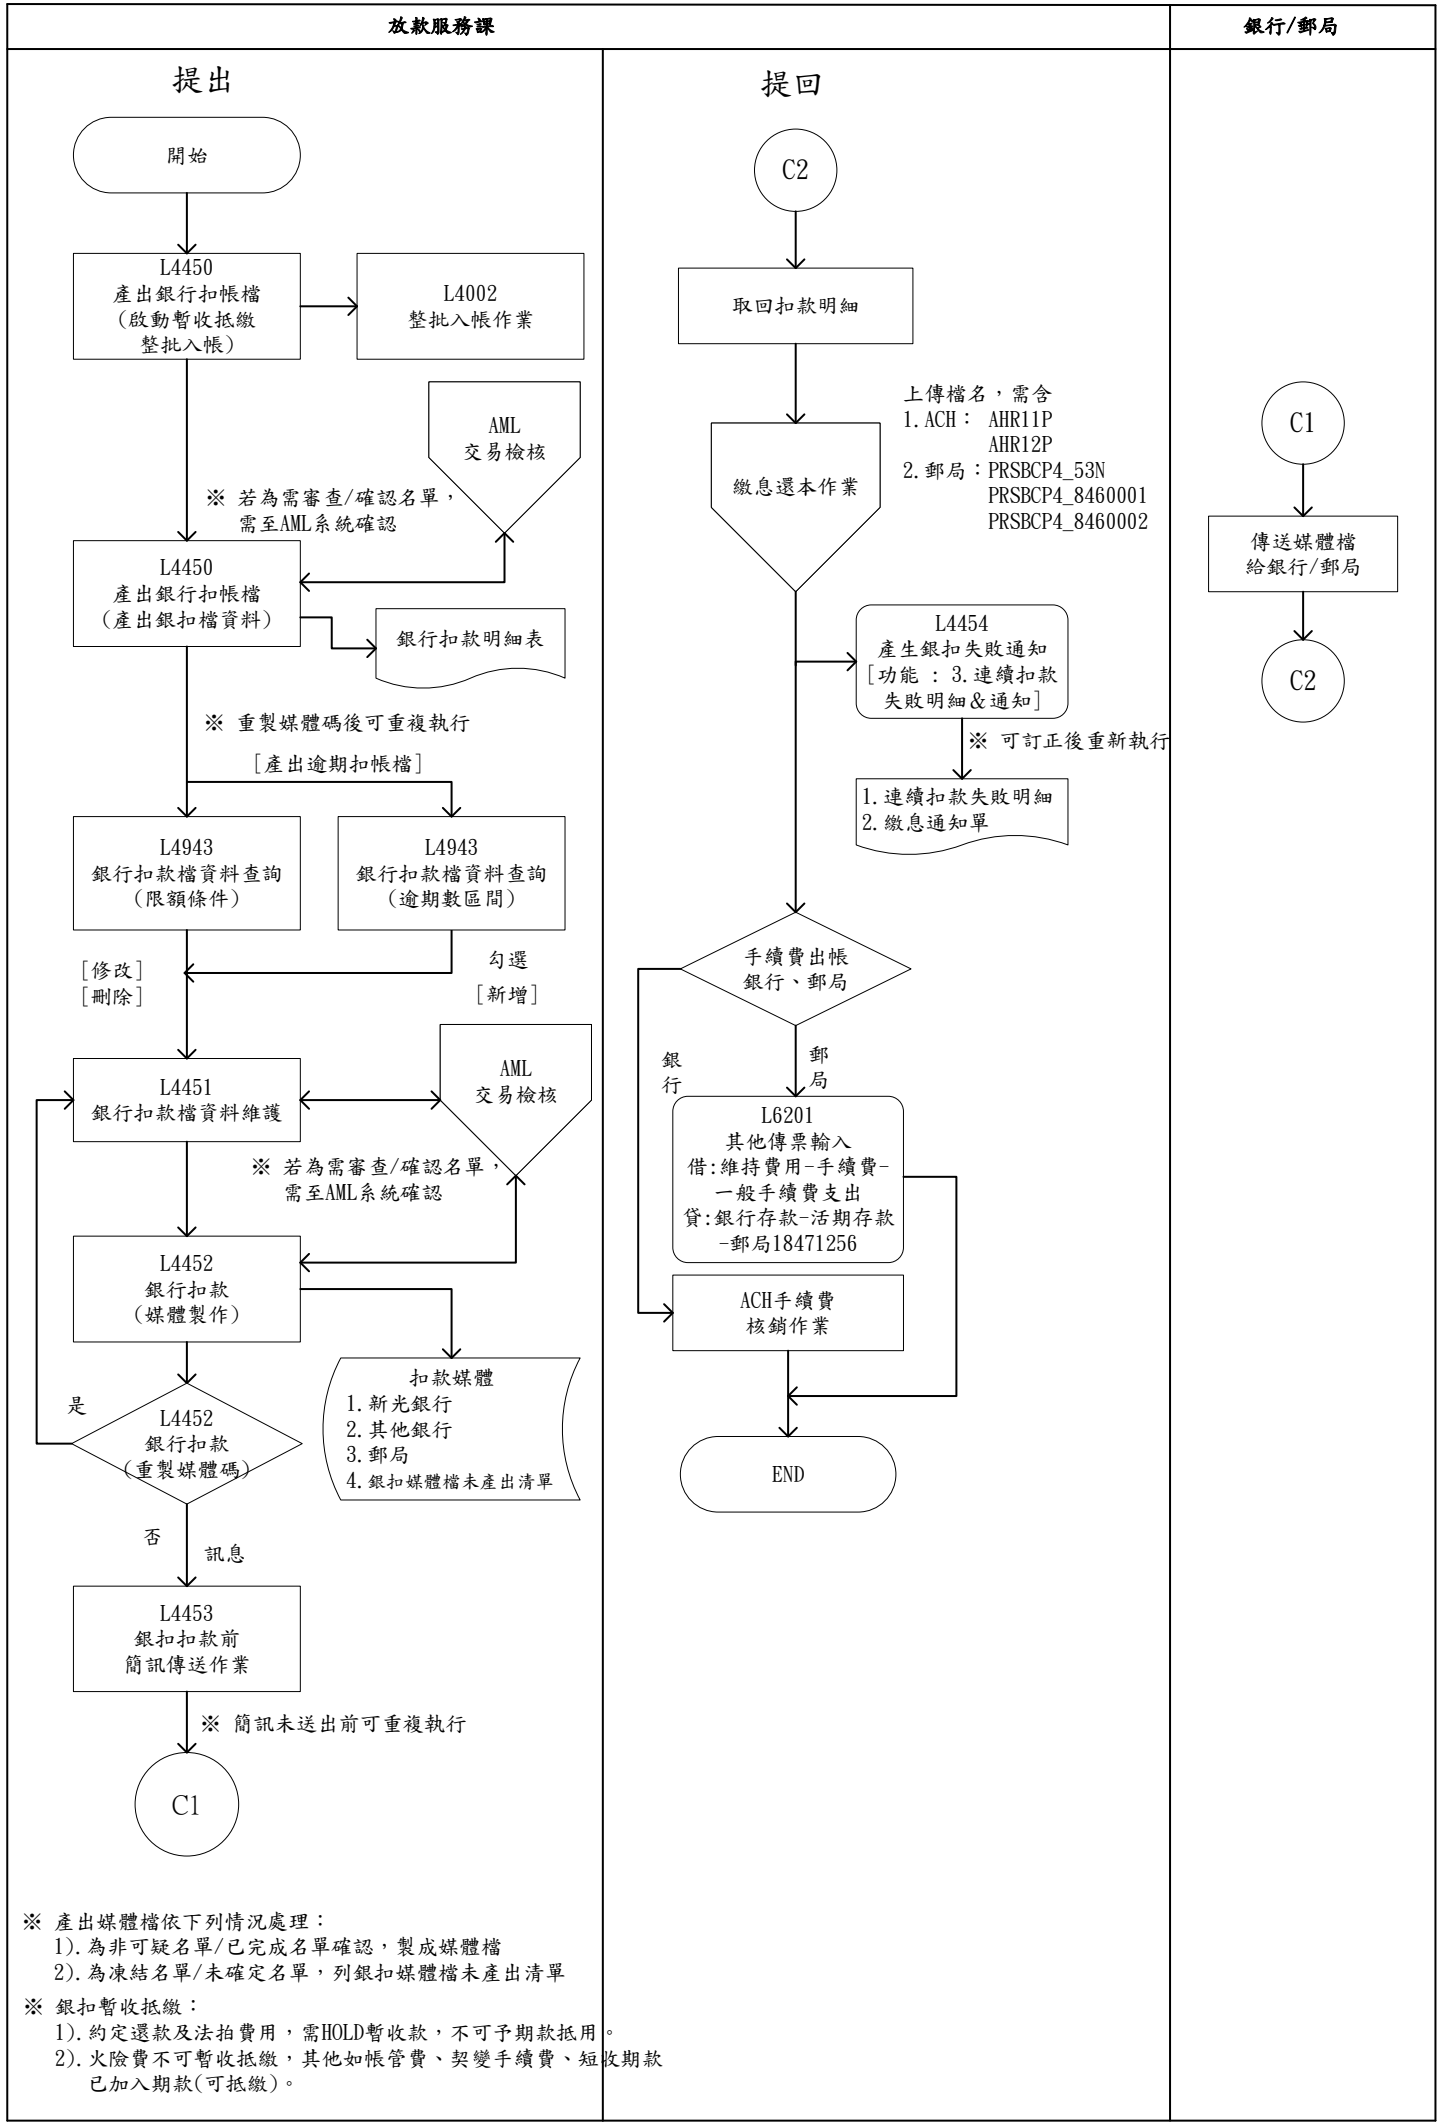 放款服務課
銀行/郵局
提出
開始
L4450
產出銀行扣帳檔
(啟動暫收抵繳
整批入帳)
L4002
整批入帳作業
AML
交易檢核
※ 若為需審查/確認名單，
需至AML系統確認
L4450
產出銀行扣帳檔
(產出銀扣檔資料)
銀行扣款明細表
※ 重製媒體碼後可重複執行
[產出逾期扣帳檔]
L4943
銀行扣款檔資料查詢
(限額條件)
L4943
銀行扣款檔資料查詢
(逾期數區間)
[修改]
[刪除]
勾選
[新增]
L4451
銀行扣款檔資料維護
AML
交易檢核
※ 若為需審查/確認名單，
需至AML系統確認
L4452
銀行扣款
(媒體製作)
扣款媒體
1.新光銀行
2.其他銀行
3.郵局
4.銀扣媒體檔未產出清單
是
L4452
銀行扣款
(重製媒體碼)
否
訊息
L4453
銀扣扣款前
簡訊傳送作業
※ 簡訊未送出前可重複執行
C1
※ 產出媒體檔依下列情況處理：
1).為非可疑名單/已完成名單確認，製成媒體檔
2).為凍結名單/未確定名單，列銀扣媒體檔未產出清單
※ 銀扣暫收抵繳：
1).約定還款及法拍費用，需HOLD暫收款，不可予期款抵用。
2).火險費不可暫收抵繳，其他如帳管費、契變手續費、短收期款
已加入期款(可抵繳)。
提回
C2
取回扣款明細
上傳檔名，需含
1.ACH： AHR11P
AHR12P
2.郵局：PRSBCP4_53N
PRSBCP4_8460001
PRSBCP4_8460002
繳息還本作業
L4454
產生銀扣失敗通知
[功能 : 3.連續扣款
失敗明細＆通知]
※ 可訂正後重新執行
1.連續扣款失敗明細
2.繳息通知單
手續費出帳
銀行、郵局
銀
行
郵
局
L6201
其他傳票輸入
借:維持費用-手續費-
一般手續費支出
貸:銀行存款-活期存款
-郵局18471256
ACH手續費
核銷作業
END
C1
傳送媒體檔
給銀行/郵局
C2